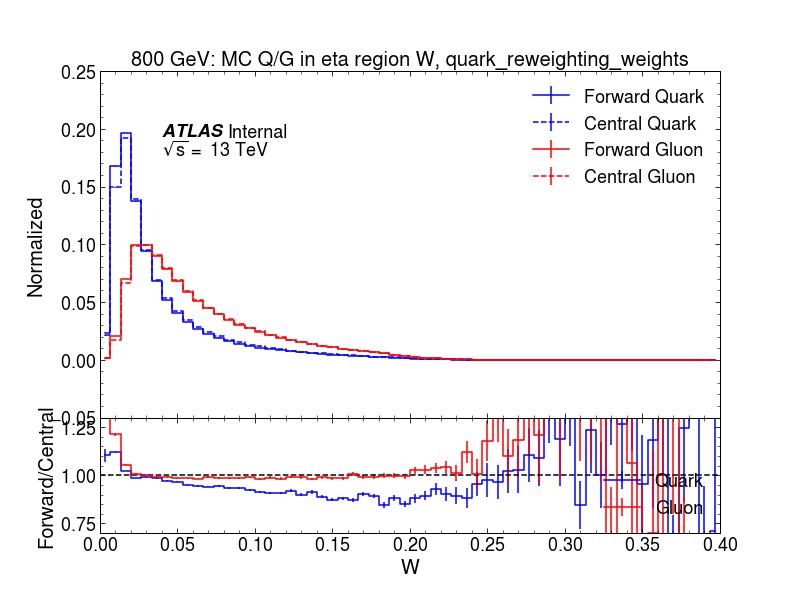 800 GeV: MC Q/G in eta region W, quark_reweighting_weights
0.25
0.20
0.15
0.10
0.05
0.00
0.05
Normalized
ATLAS Internal
√s = 13 TeV
Forward Quark
Central Quark
Forward Gluon
Central Gluon
1.25
1.00
0.75
Forward/Central
Quark
Gluon
0.00 0.05 0.10 0.15 0.20 0.25 0.30 0.35 0.40
W